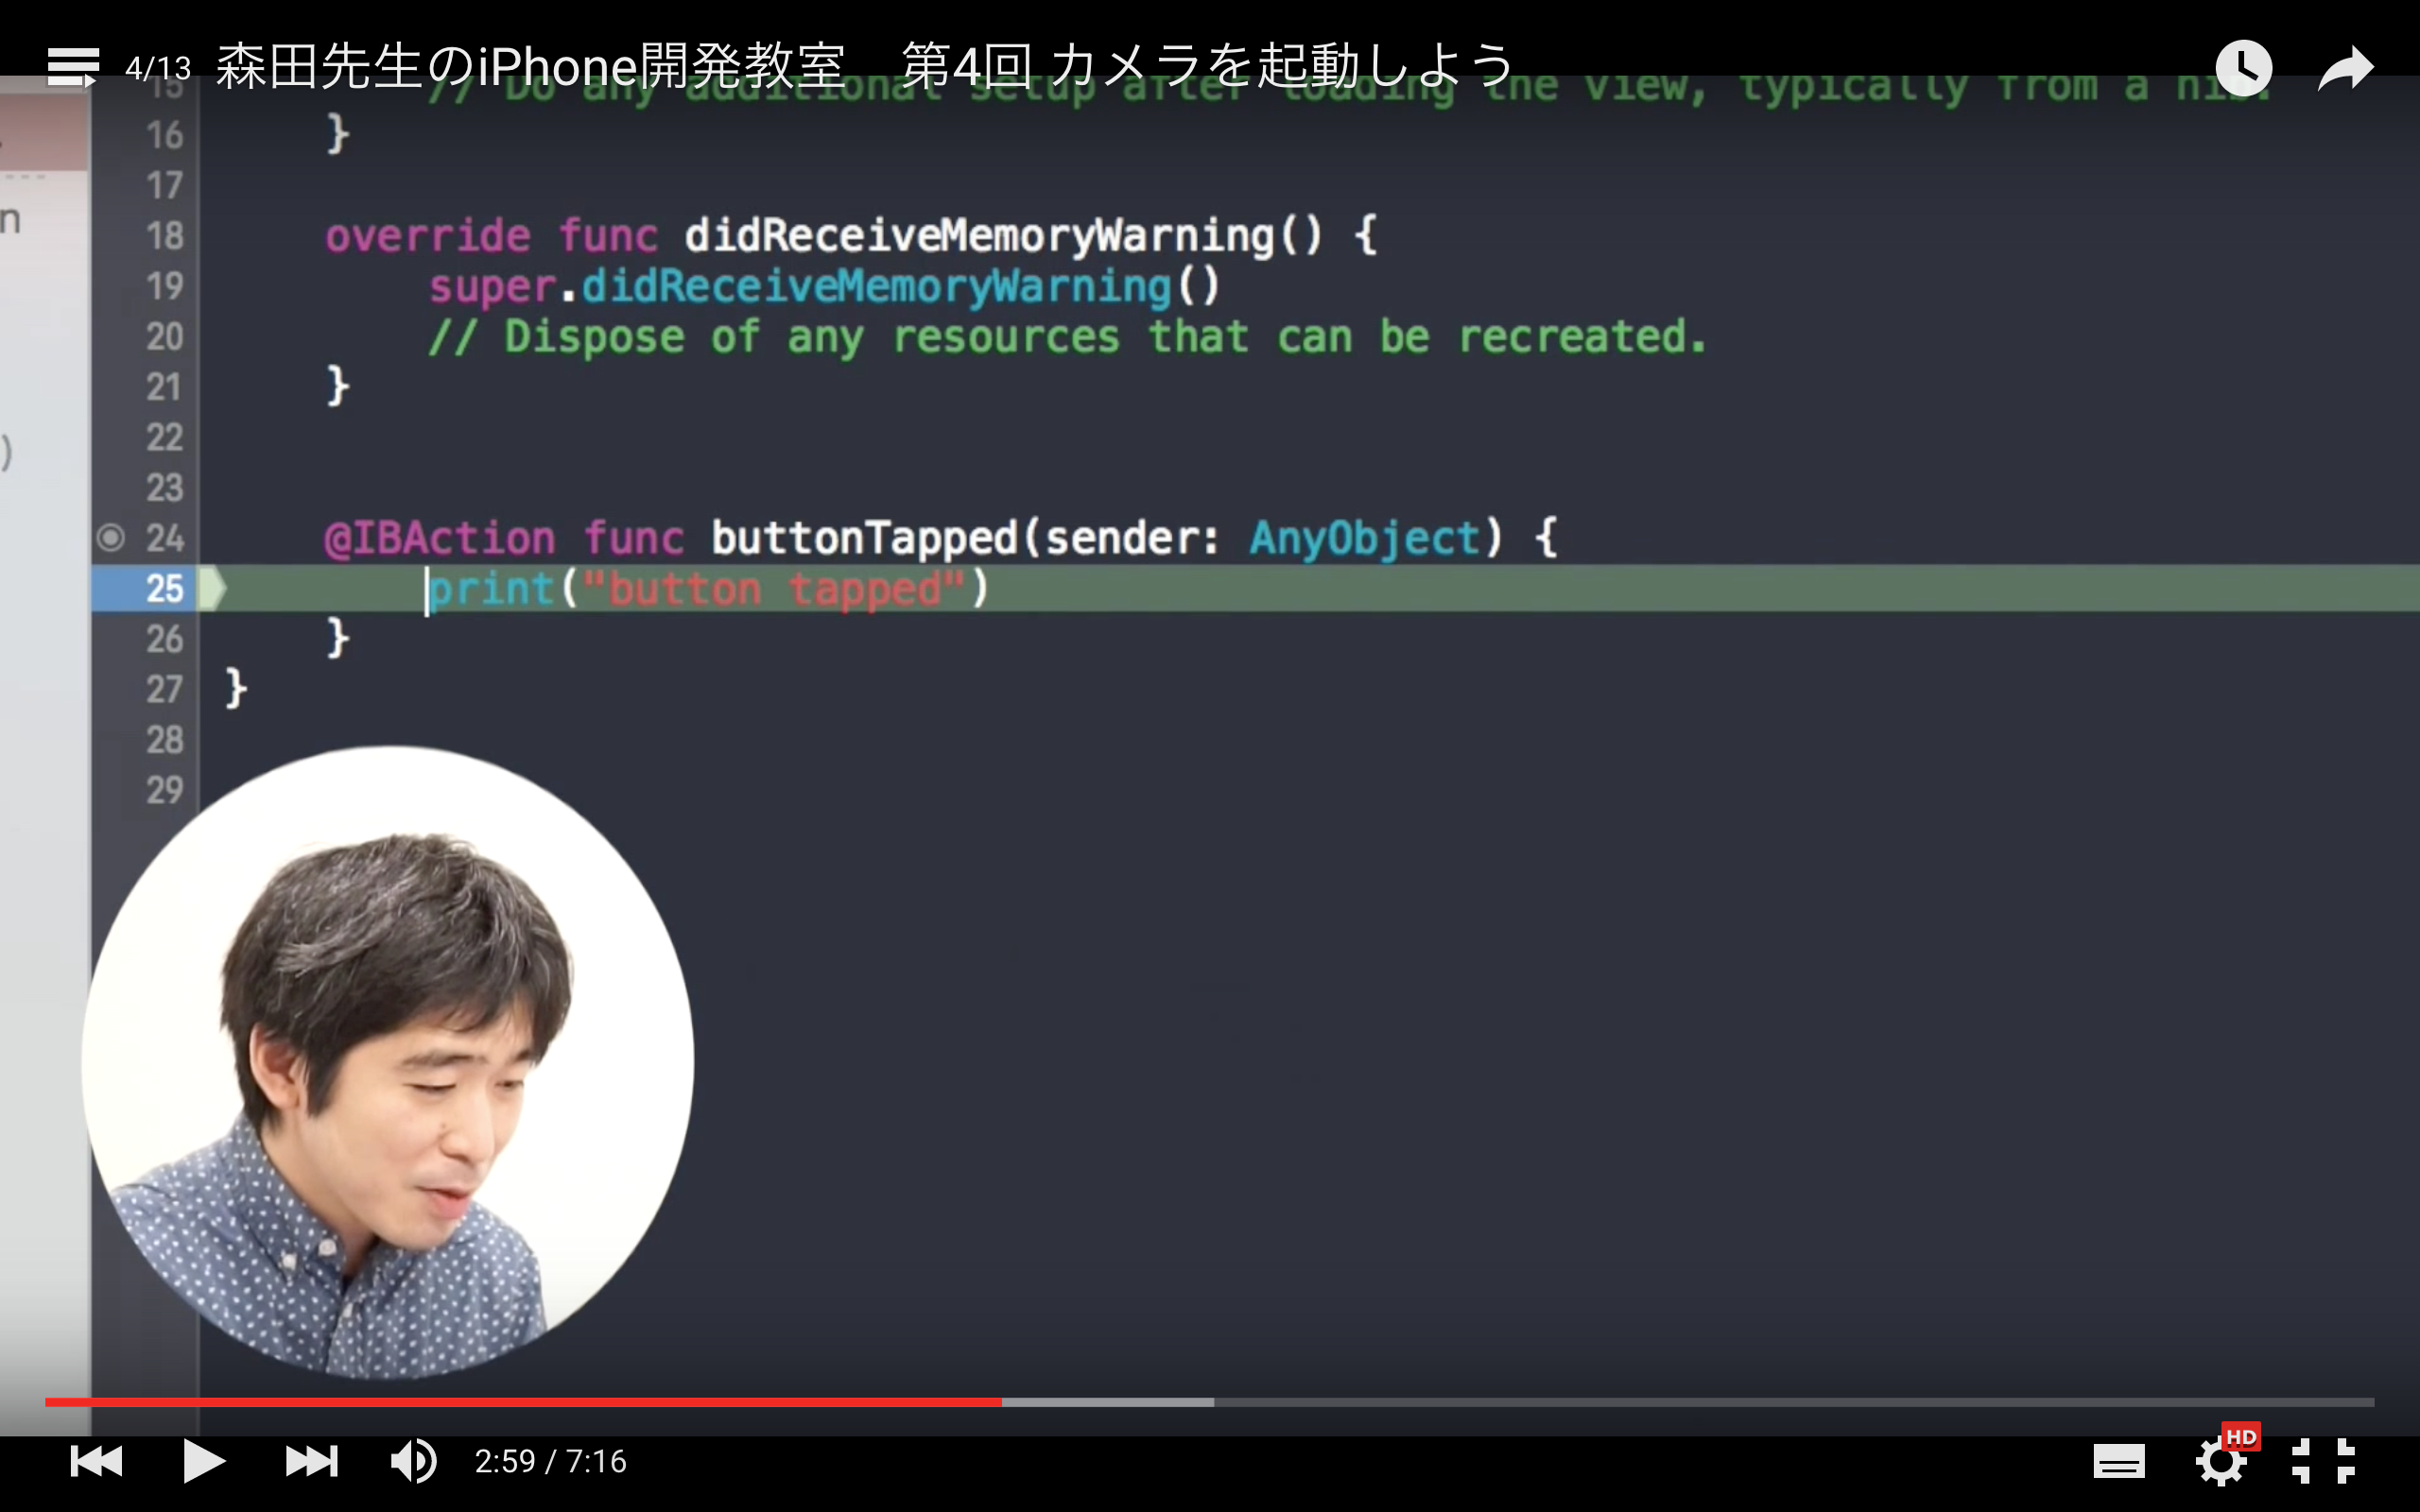 4/13 森田先生のiPhone開発教室　第4回 カメラを起動しよう
15 // Do any additional setup after loading the view, typically from a nib.
16 }
17
n
18 override func didReceiveMemoryWarning() {
19 super.didReceiveMemoryWarning()
20 // Dispose of any resources that can be recreated.
21 }
22
)
23
24 @IBAction func buttonTapped(sender: AnyObject) {
25 print("button tapped")
26 }
27 }
28
29
2:59 / 7:16
HD